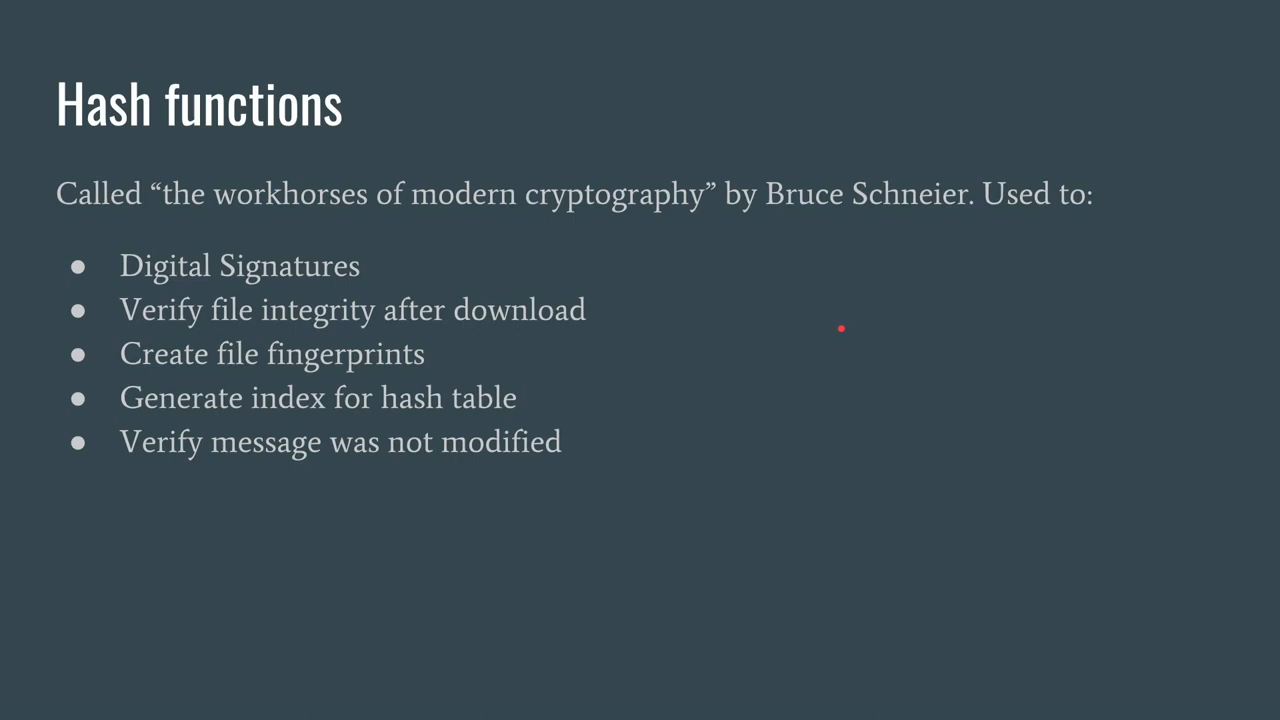 Hash functions
Called “the workhorses of modern cryptography” by Bruce Schneier. Used to:
● Digital Signatures
● Verify file integrity after download
● Create file fingerprints
● Generate index for hash table
● Verify message was not modified